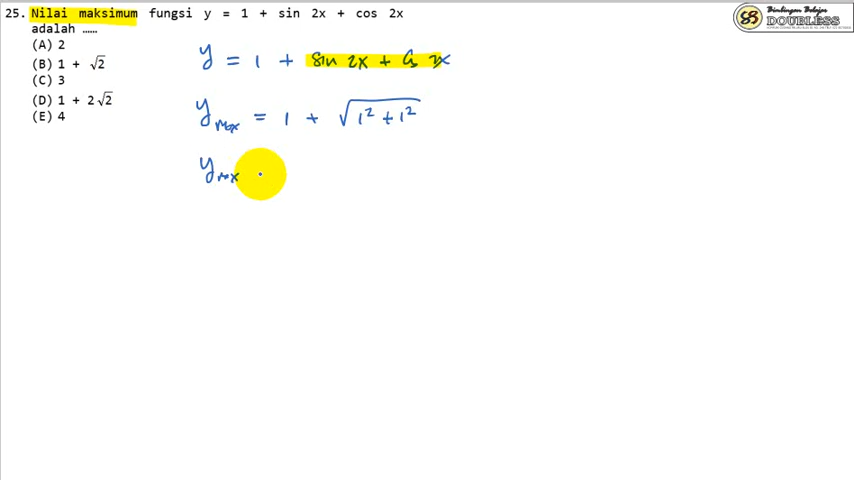 25. Nilai maksimum fungsi y = 1 + sin 2x + cos 2x
adalah ……
(A) 2
(B) 1 + √2
(C) 3
(D) 1 + 2√2
(E) 4
y = 1 + sin 2x + cos 2x
y max = 1 + √(1² + 1²)
y max
Bimbingan Belajar
DOUBLESS